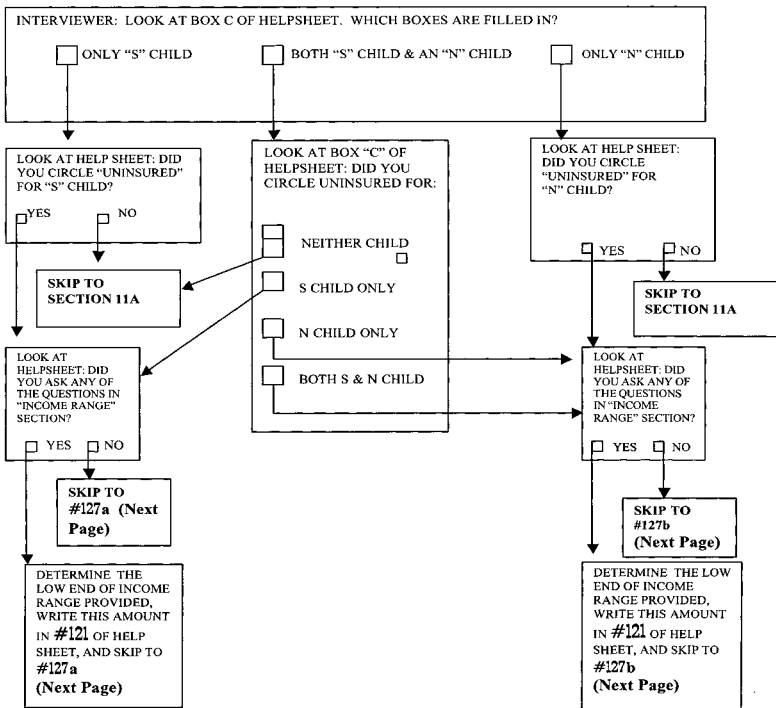 INTERVIEWER: LOOK AT BOX C OF HELPSHEET. WHICH BOXES ARE FILLED IN?
ONLY "S" CHILD
BOTH "S" CHILD & AN "N" CHILD
ONLY "N" CHILD
LOOK AT HELP SHEET: DID
YOU CIRCLE "UNINSURED"
FOR "S" CHILD?
YES
NO
SKIP TO
SECTION 11A
LOOK AT
HELPSHEET: DID
YOU ASK ANY OF
THE QUESTIONS IN
"INCOME RANGE"
SECTION?
YES
NO
SKIP TO
#127a (Next
Page)
DETERMINE THE
LOW END OF INCOME
RANGE PROVIDED,
WRITE THIS AMOUNT
IN #121 OF HELP
SHEET, AND SKIP TO
#127a
(Next Page)
LOOK AT BOX "C" OF
HELPSHEET: DID YOU
CIRCLE UNINSURED FOR:
NEITHER CHILD
S CHILD ONLY
N CHILD ONLY
BOTH S & N CHILD
LOOK AT HELP SHEET:
DID YOU CIRCLE
"UNINSURED" FOR
"N" CHILD?
YES
NO
SKIP TO
SECTION 11A
LOOK AT
HELPSHEET: DID
YOU ASK ANY OF
THE QUESTIONS
IN "INCOME
RANGE" SECTION?
YES
NO
SKIP TO
#127b
(Next Page)
DETERMINE THE LOW
END OF INCOME
RANGE PROVIDED,
WRITE THIS AMOUNT
IN #121 OF HELP
SHEET, AND SKIP TO
#127b
(Next Page)